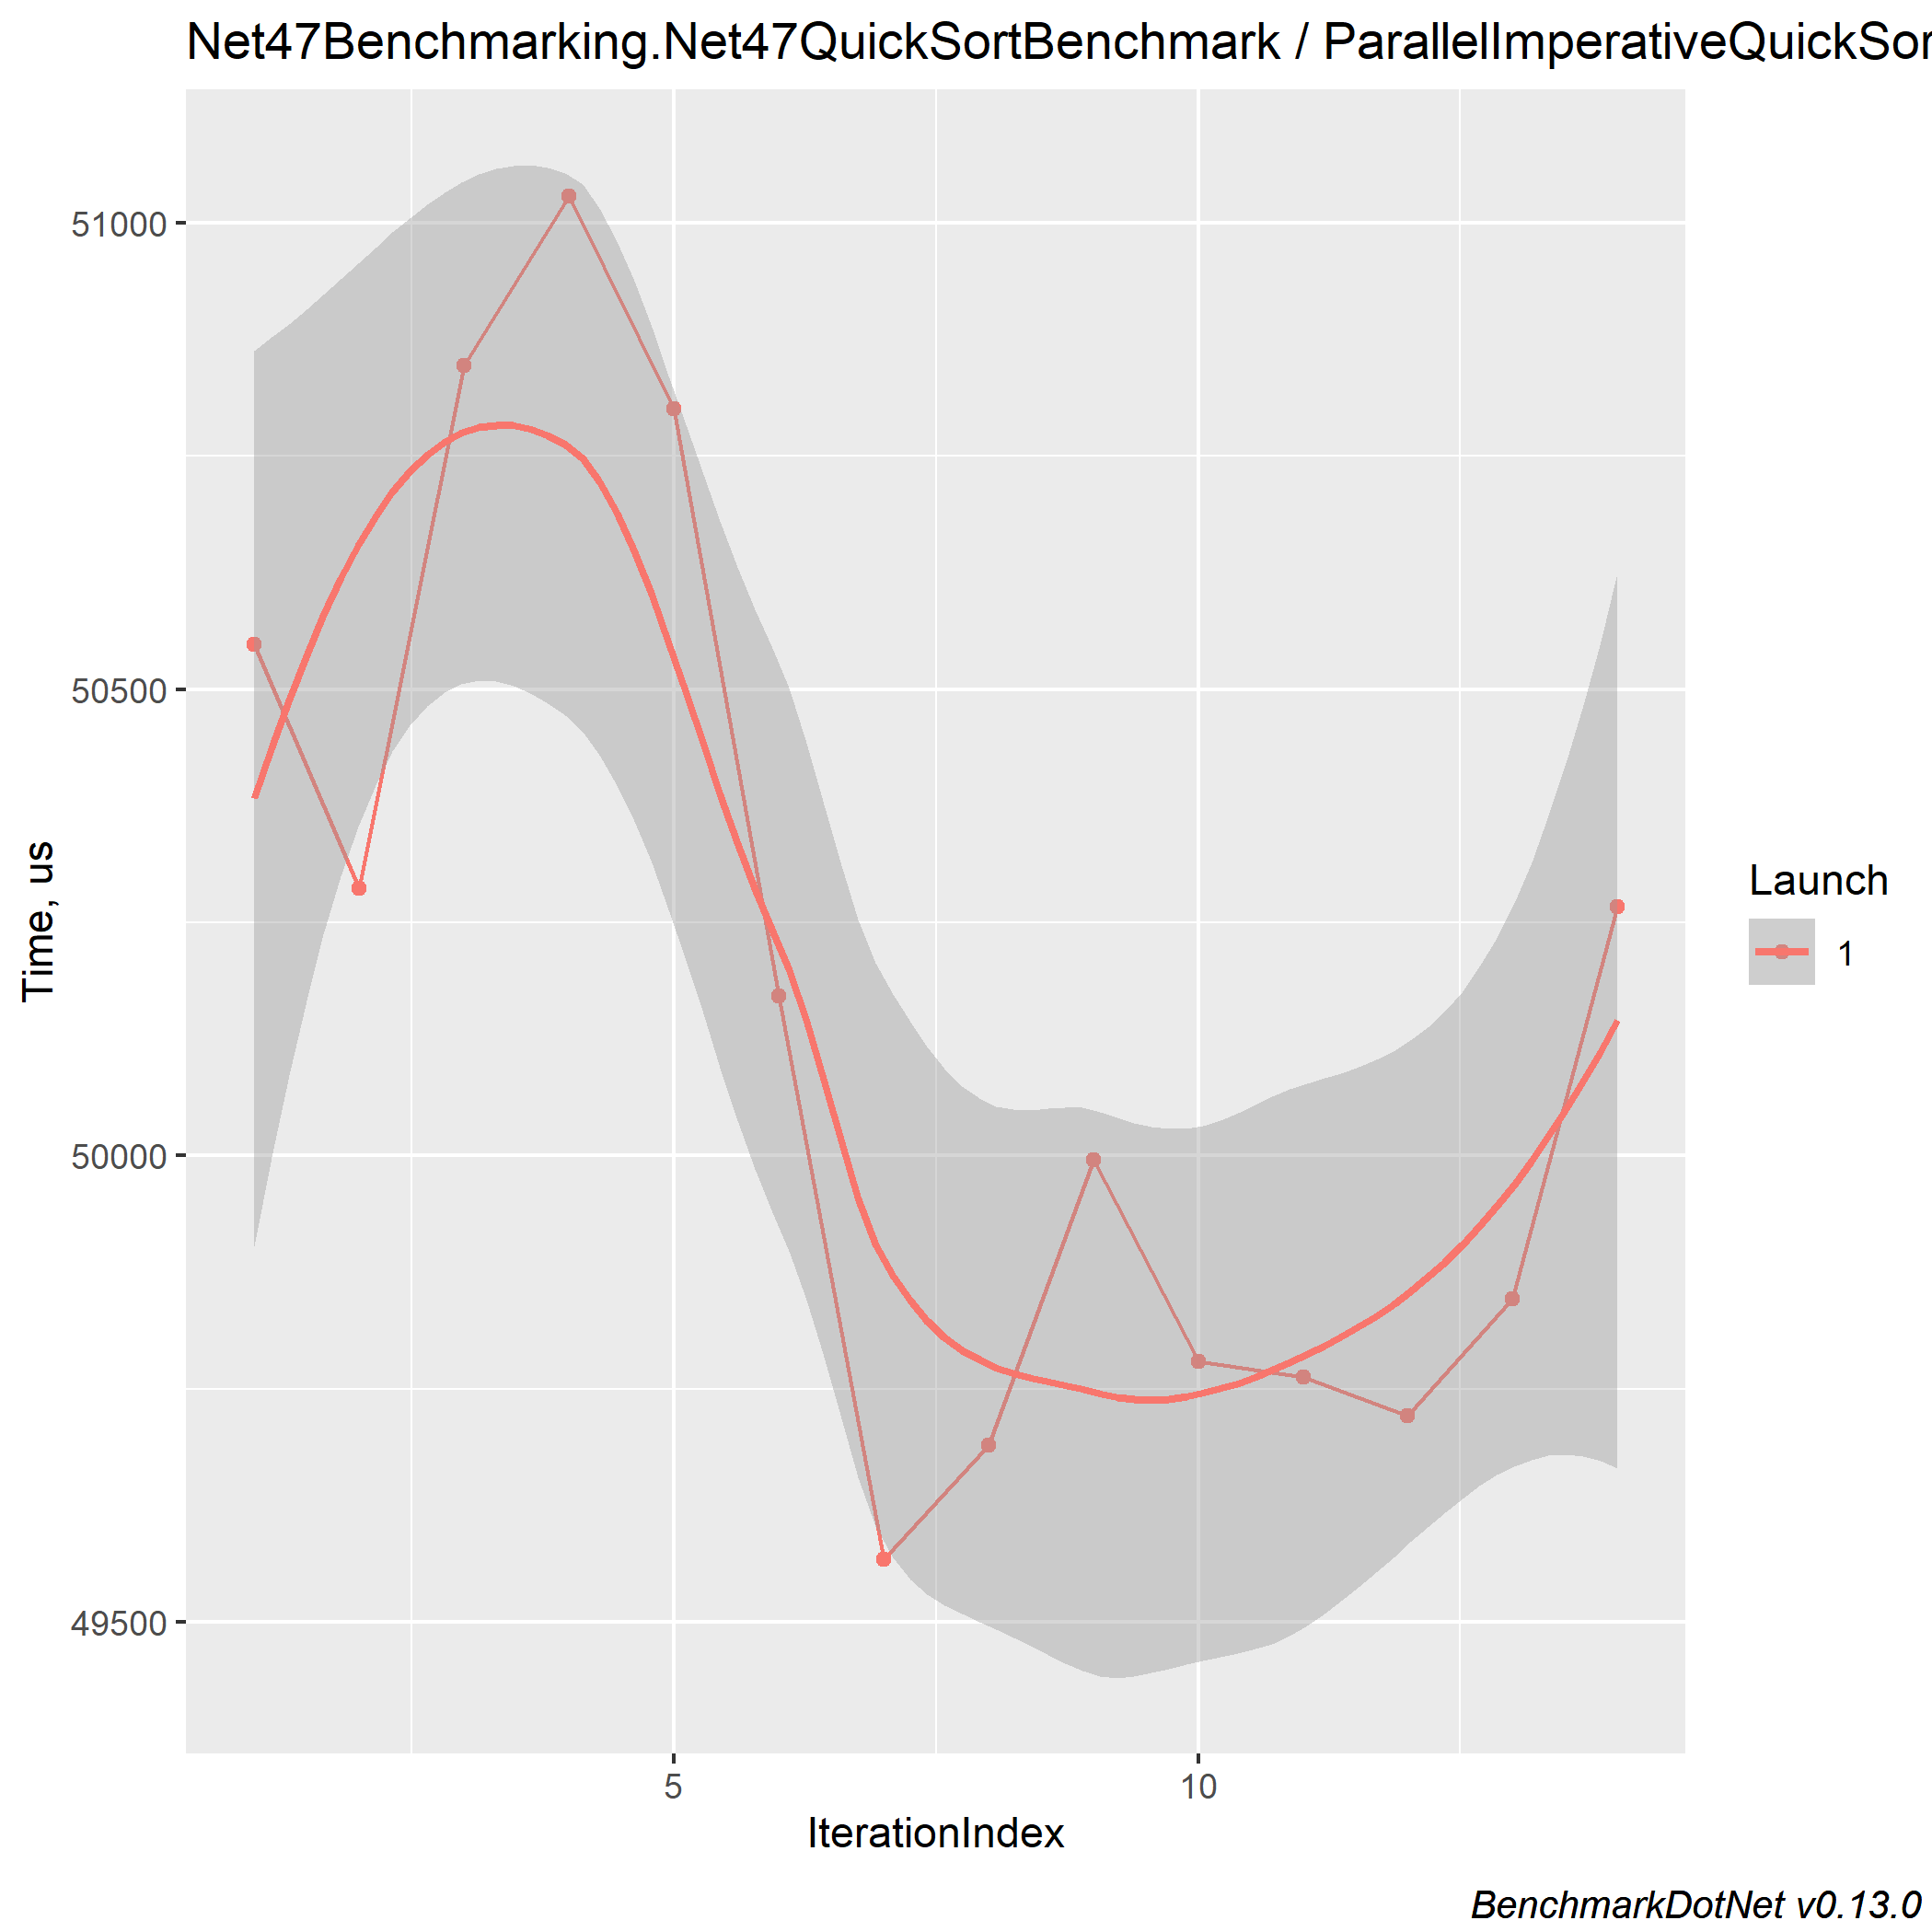 Net47Benchmarking.Net47QuickSortBenchmark / ParallelImperativeQuickSor
51000
50500
50000
49500
Time, us
5
10
IterationIndex
Launch
1
BenchmarkDotNet v0.13.0